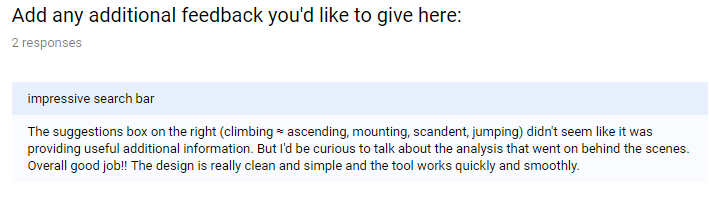 Add any additional feedback you'd like to give here:
2 responses
impressive search bar
The suggestions box on the right (climbing ≈ ascending, mounting, scandent, jumping) didn't seem like it was
providing useful additional information. But I'd be curious to talk about the analysis that went on behind the scenes.
Overall good job!! The design is really clean and simple and the tool works quickly and smoothly.